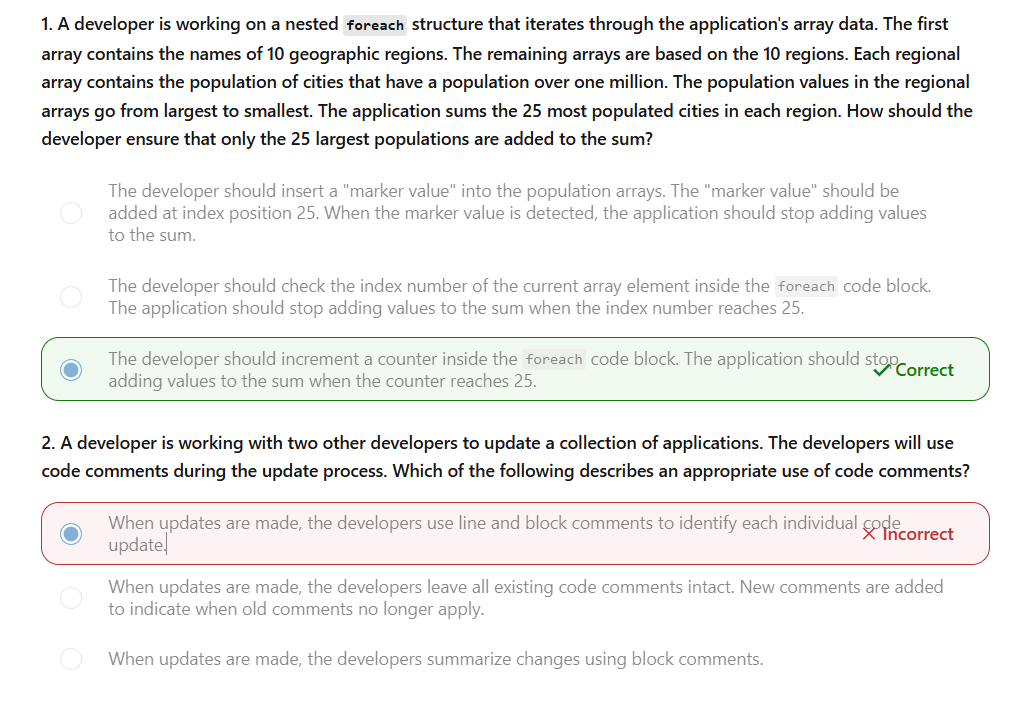 1. A developer is working on a nested foreach structure that iterates through the application's array data. The first
array contains the names of 10 geographic regions. The remaining arrays are based on the 10 regions. Each regional
array contains the population of cities that have a population over one million. The population values in the regional
arrays go from largest to smallest. The application sums the 25 most populated cities in each region. How should the
developer ensure that only the 25 largest populations are added to the sum?
The developer should insert a "marker value" into the population arrays. The "marker value" should be
added at index position 25. When the marker value is detected, the application should stop adding values
to the sum.
The developer should check the index number of the current array element inside the foreach code block.
The application should stop adding values to the sum when the index number reaches 25.
The developer should increment a counter inside the foreach code block. The application should stop
adding values to the sum when the counter reaches 25.
Correct
2. A developer is working with two other developers to update a collection of applications. The developers will use
code comments during the update process. Which of the following describes an appropriate use of code comments?
When updates are made, the developers use line and block comments to identify each individual code
update.
Incorrect
When updates are made, the developers leave all existing code comments intact. New comments are added
to indicate when old comments no longer apply.
When updates are made, the developers summarize changes using block comments.